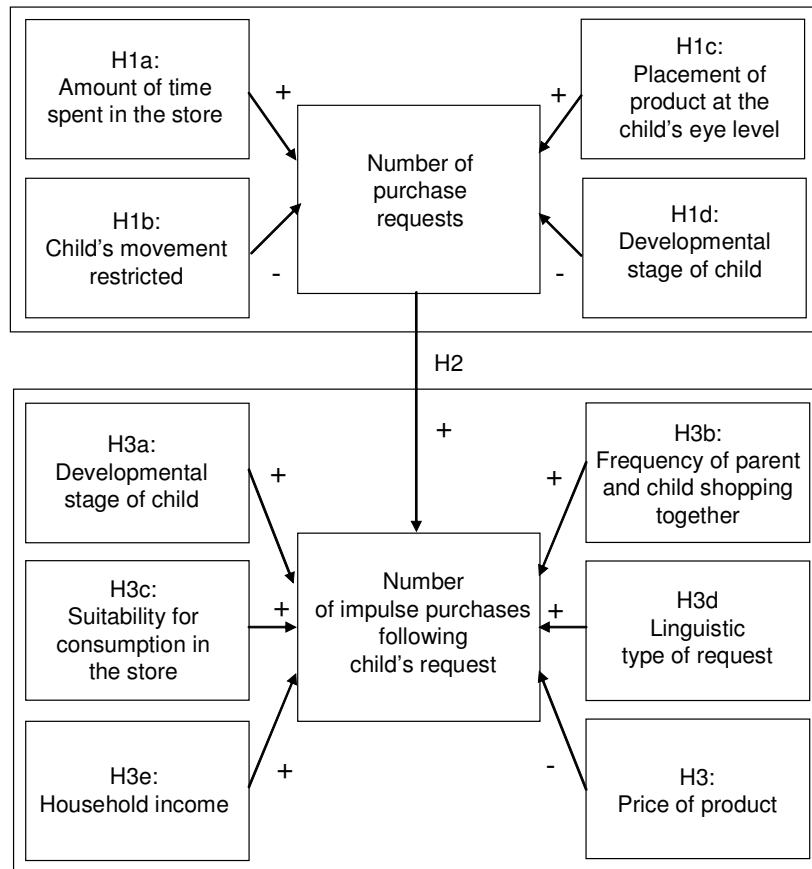 H1a:
Amount of time
spent in the store
+
H1c:
Placement of
product at the
child’s eye level
+
Number of
purchase
requests
H1b:
Child’s movement
restricted
-
H1d:
Developmental
stage of child
-
H2
+
H3a:
Developmental
stage of child
+
H3b:
Frequency of parent
and child shopping
together
+
H3c:
Suitability for
consumption in
the store
+
Number
of impulse purchases
following
child’s request
+
H3d
Linguistic
type of request
H3e:
Household income
+
-
H3:
Price of product